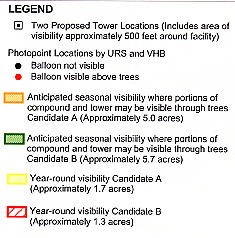 LEGEND
Two Proposed Tower Locations (Includes area of
visibility approximately 500 feet around facility)
Photopoint Locations by URS and VHB
Balloon not visible
Balloon visible above trees
Anticipated seasonal visibility where portions of
compound and tower may be visible through trees
Candidate A (Approximately 5.0 acres)
Anticipated seasonal visibility where portions of
compound and tower may be visible through trees
Candidate B (Approximately 5.7 acres)
Year-round visibility Candidate A
(Approximately 1.7 acres)
Year-round visibility Candidate B
(Approximately 1.3 acres)